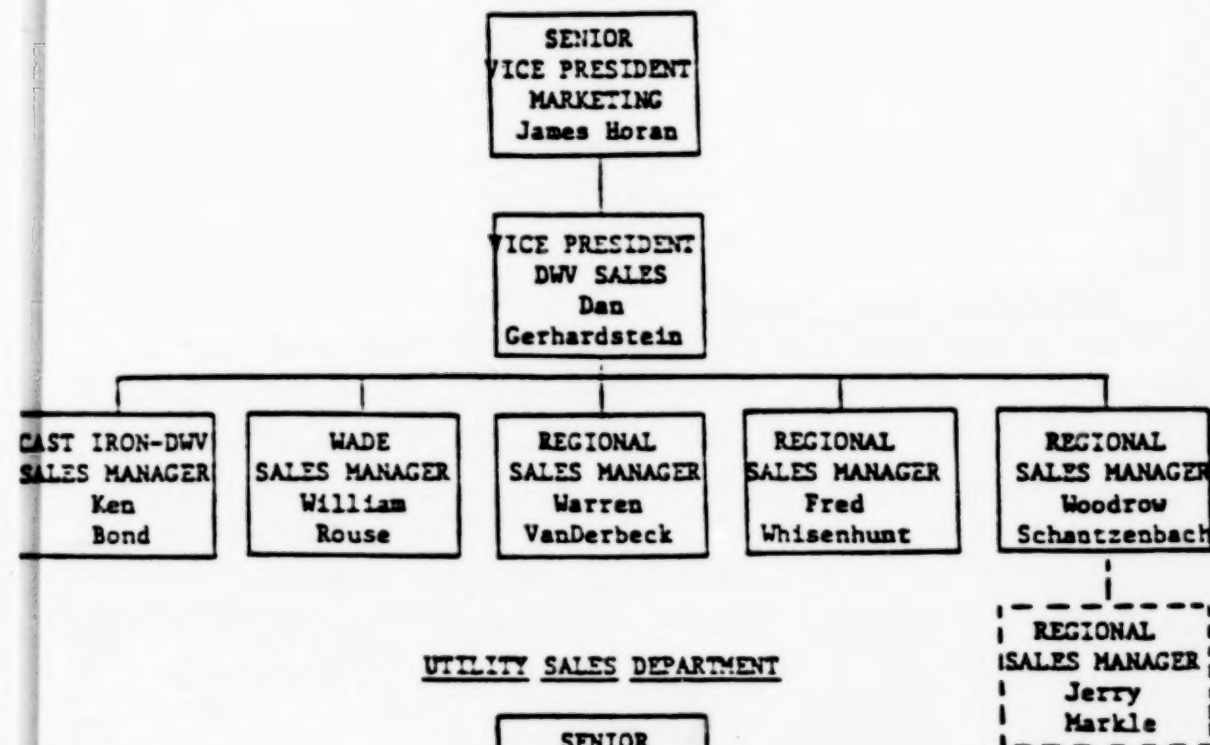 SENIOR
VICE PRESIDENT
MARKETING
James Horan
VICE PRESIDENT
DWV SALES
Dan
Gerhardstein
CAST IRON-DWV
SALES MANAGER
Ken
Bond
WADE
SALES MANAGER
William
Rouse
REGIONAL
SALES MANAGER
Warren
VanDerbeck
REGIONAL
SALES MANAGER
Fred
Whisenhunt
REGIONAL
SALES MANAGER
Woodrow
Schantzenbach
REGIONAL
SALES MANAGER
Jerry
Markle
UTILITY SALES DEPARTMENT
SENIOR